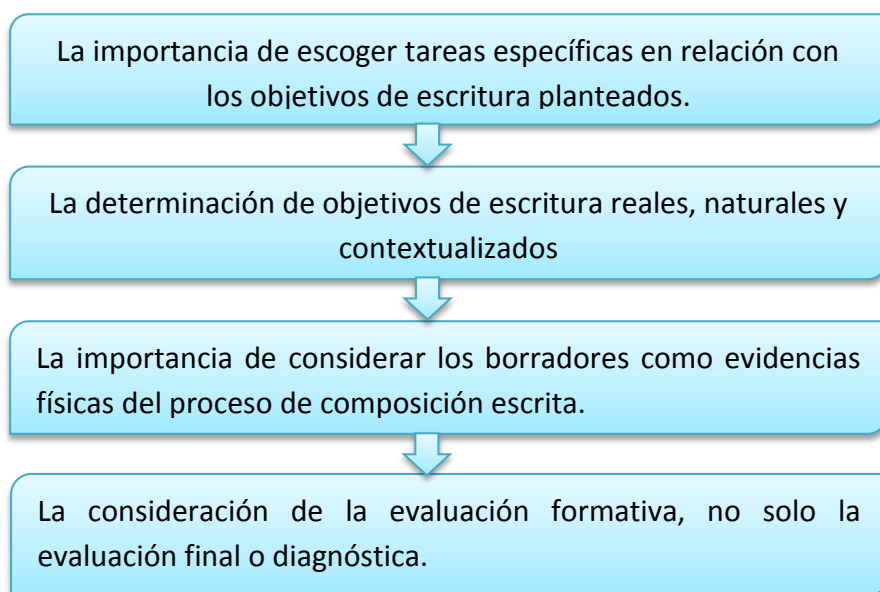 La importancia de escoger tareas específicas en relación con
los objetivos de escritura planteados.
La determinación de objetivos de escritura reales, naturales y
contextualizados
La importancia de considerar los borradores como evidencias
físicas del proceso de composición escrita.
La consideración de la evaluación formativa, no solo la
evaluación final o diagnóstica.